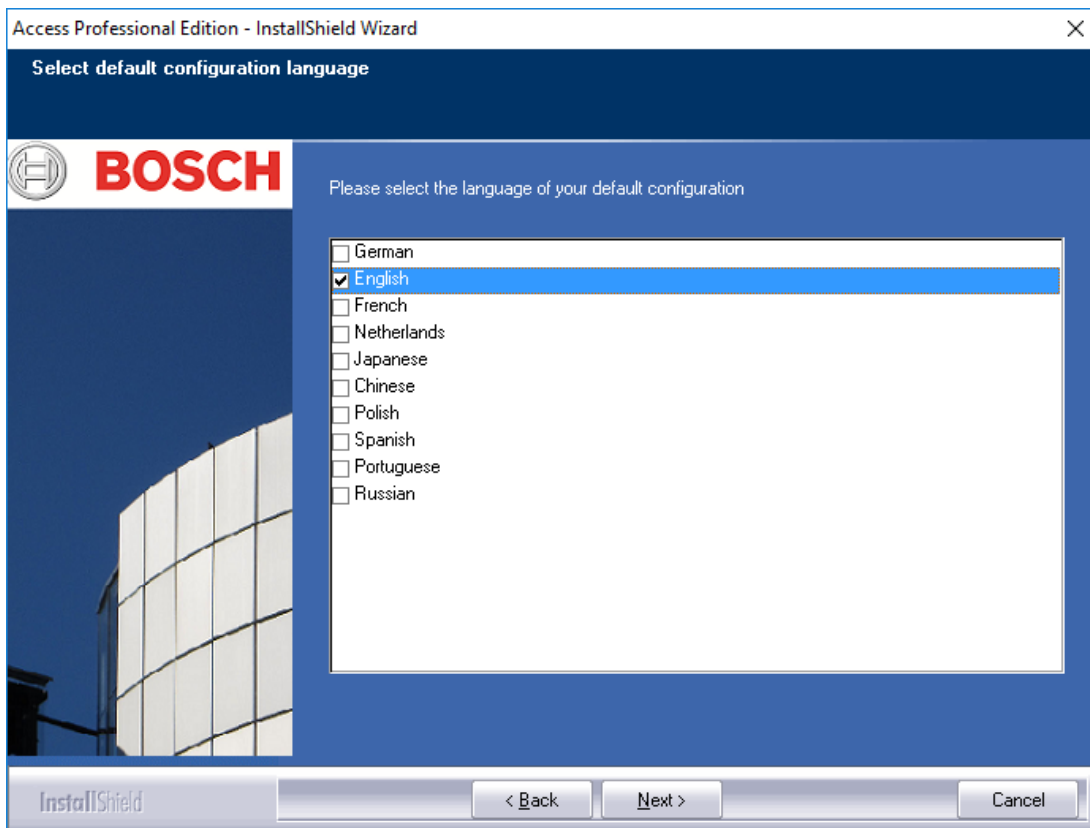 Access Professional Edition - InstallShield Wizard
Select default configuration language
BOSCH
Please select the language of your default configuration
German
English
French
Netherlands
Japanese
Chinese
Polish
Spanish
Portuguese
Russian
InstallShield
< Back
Next >
Cancel